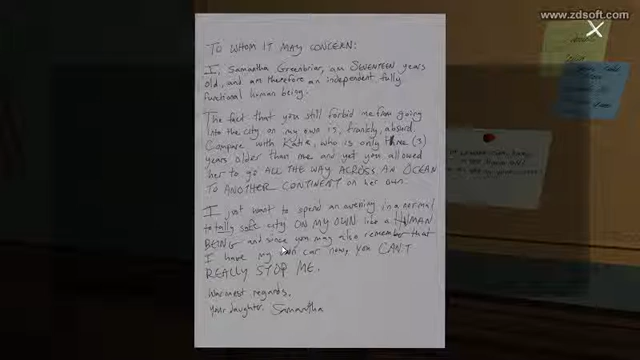 www.zdsoft.com
TO WHOM IT MAY CONCERN:
I, Samantha Greenbriar, am SEVENTEEN years
old, and am therefore an independent fully
functional human being.
The fact that you still forbid me from going
into the city on my own is, frankly, absurd.
Compare with Katie, who is only three (3)
years older than me and yet you allowed
her to go ALL THE WAY ACROSS AN OCEAN
TO ANOTHER CONTINENT on her own.
I just want to spend an evening in a normal
totally safe city ON MY OWN like a HUMAN
BEING and since you may also remember that
I have my own car now, you CAN'T
REALLY STOP ME.
Warmest regards,
Your daughter, Samantha